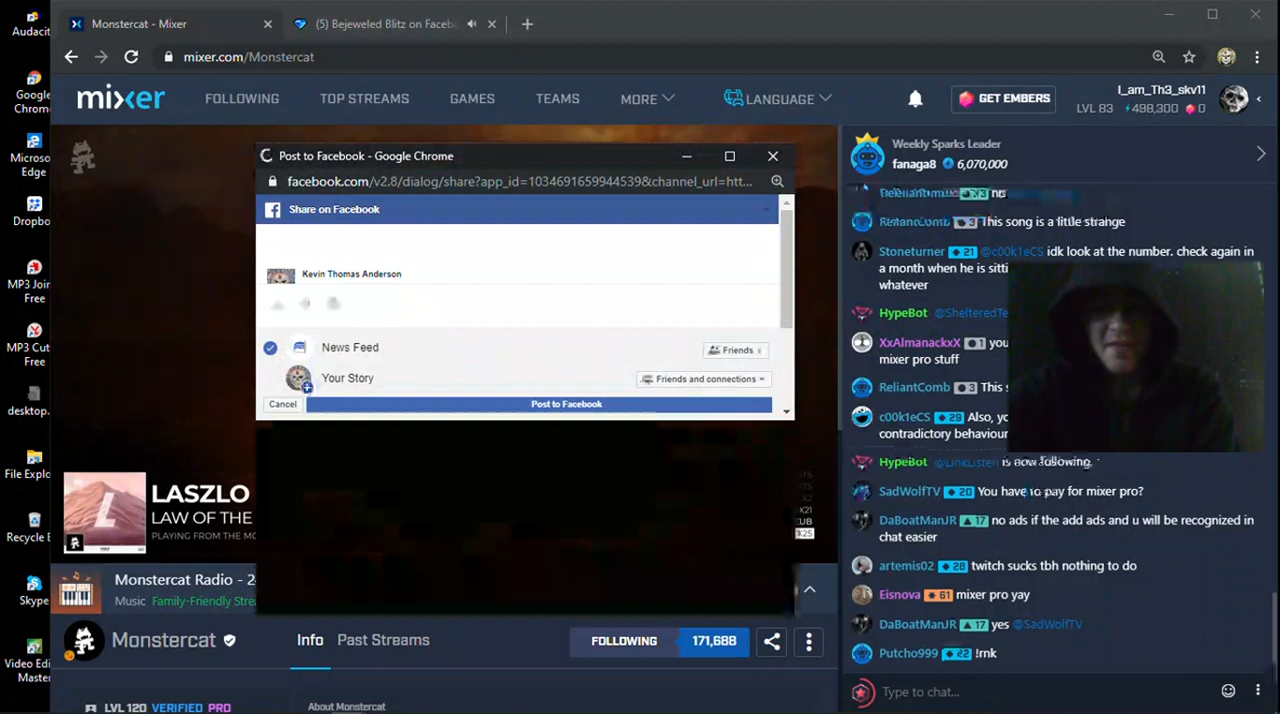 Audacit
Google
Chrome
Microso
Edge
Dropbo
MP3 Join
Free
MP3 Cut
Free
desktop.
File Explo
Recycle B
Skype
Video Edi
Master
Monstercat - Mixer
(5) Bejeweled Blitz on Faceb
mixer.com/Monstercat
mixer
FOLLOWING
TOP STREAMS
GAMES
TEAMS
MORE
LANGUAGE
GET EMBERS
I_am_Th3_skv11
LVL 83 498,300 0
Post to Facebook - Google Chrome
facebook.com/v2.8/dialog/share?app_id=1034691659944539&channel_url=htt...
Share on Facebook
Kevin Thomas Anderson
News Feed
Friends
Your Story
Friends and connections
Cancel
Post to Facebook
LASZLO
LAW OF THE
PLAYING FROM THE MO
X21
K25
Monstercat Radio - 2
Music Family-Friendly Stre
Monstercat
Info
Past Streams
FOLLOWING 171,688
LVL 120 VERIFIED PRO
About Monstercat
Weekly Sparks Leader
fanaga8 6,070,000
ReliantComb 3 This song is a little strange
Stoneturner 21 @c00k1eCS idk look at the number. check again in
a month when he is sitti
whatever
HypeBot @ShelteredTe
XxAlmanackxX 1 you
mixer pro stuff
ReliantComb 3 This s
c00k1eCS 29 Also, yo
contradictory behaviour
HypeBot @LinkListen is now following.
SadWolfTV 20 You have to pay for mixer pro?
DaBoatManJR 17 no ads if the add ads and u will be recognized in
chat easier
artemis02 28 twitch sucks tbh nothing to do
Eisnova 61 mixer pro yay
DaBoatManJR 17 yes @SadWolfTV
Putcho999 22 !rnk
Type to chat...